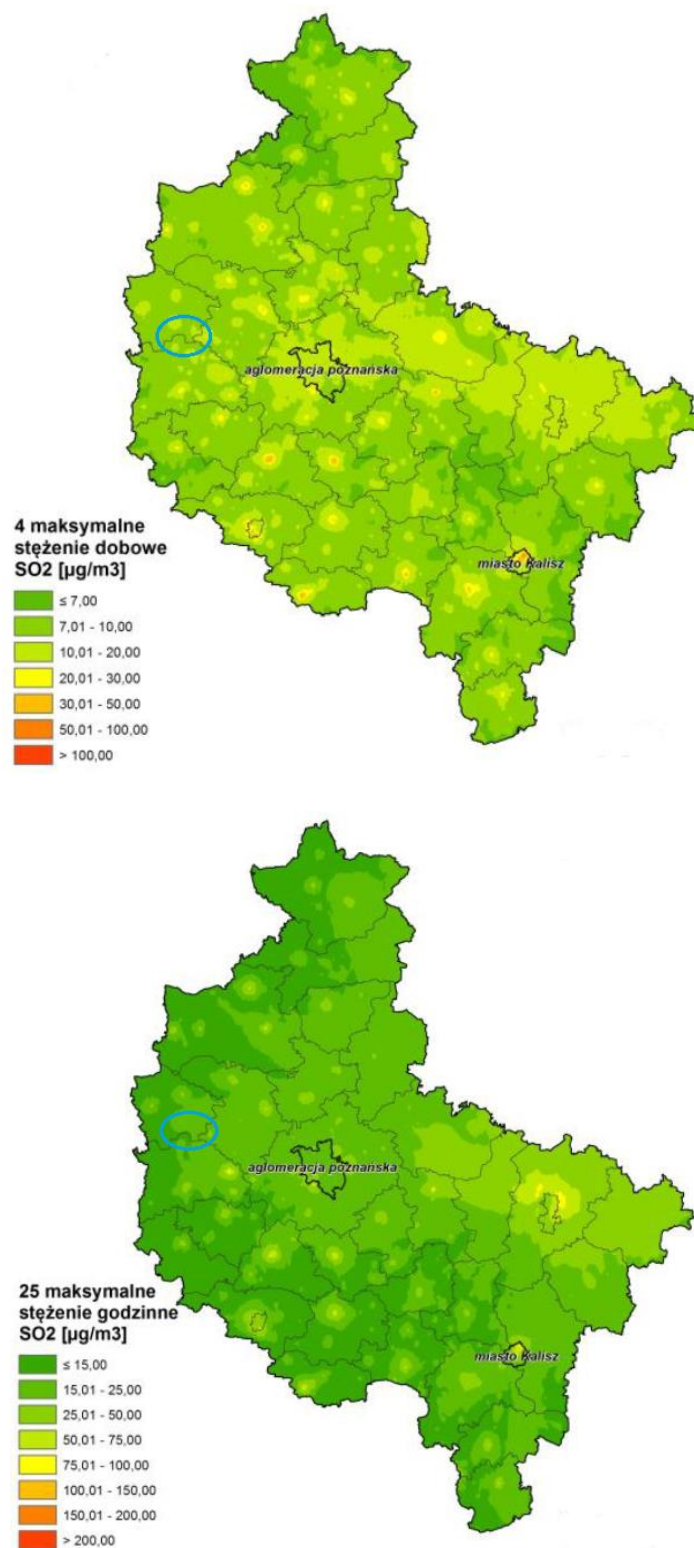 aglomeracja poznańska
miasto Kalisz
4 maksymalne
stężenie dobowe
SO2 [µg/m3]
≤ 7,00
7,01 - 10,00
10,01 - 20,00
20,01 - 30,00
30,01 - 50,00
50,01 - 100,00
> 100,00
aglomeracja poznańska
miasto Kalisz
25 maksymalne
stężenie godzinne
SO2 [µg/m3]
≤ 15,00
15,01 - 25,00
25,01 - 50,00
50,01 - 75,00
75,01 - 100,00
100,01 - 150,00
150,01 - 200,00
> 200,00